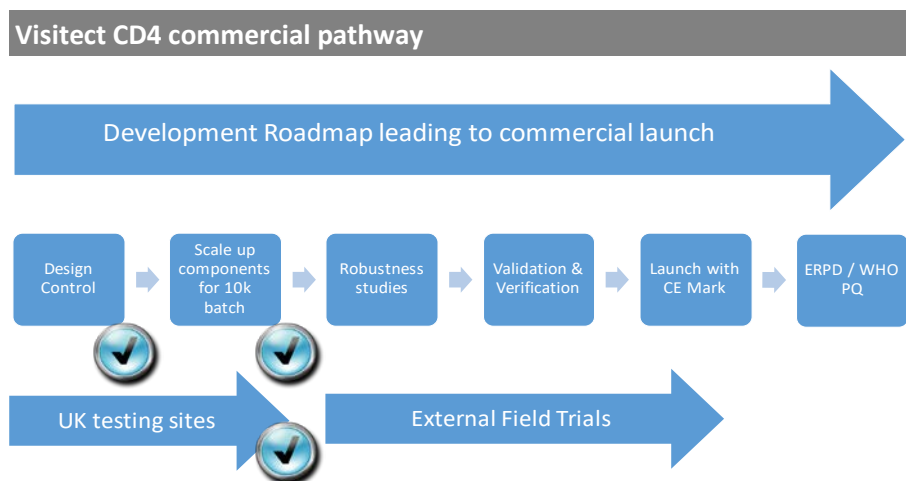 Visitect CD4 commercial pathway
Development Roadmap leading to commercial launch
Design
Control
Scale up
components
for 10k
batch
Robustness
studies
Validation &
Verification
Launch with
CE Mark
ERPD / WHO
PQ
UK testing sites
External Field Trials